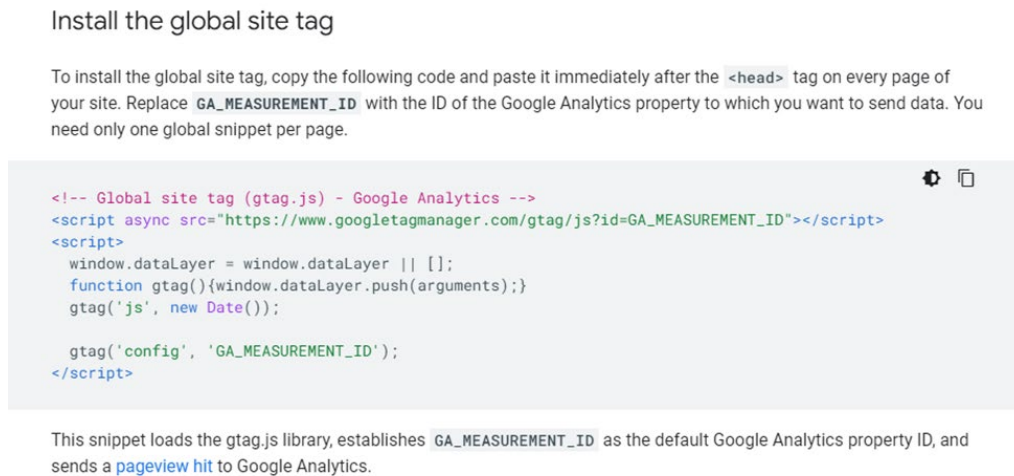 Install the global site tag
To install the global site tag, copy the following code and paste it immediately after the <head> tag on every page of
your site. Replace GA_MEASUREMENT_ID with the ID of the Google Analytics property to which you want to send data. You
need only one global snippet per page.
<!-- Global site tag (gtag.js) - Google Analytics -->
<script async src="https://www.googletagmanager.com/gtag/js?id=GA_MEASUREMENT_ID"></script>
<script>
  window.dataLayer = window.dataLayer || [];
  function gtag(){window.dataLayer.push(arguments);}
  gtag('js', new Date());
  gtag('config', 'GA_MEASUREMENT_ID');
</script>
This snippet loads the gtag.js library, establishes GA_MEASUREMENT_ID as the default Google Analytics property ID, and
sends a pageview hit to Google Analytics.